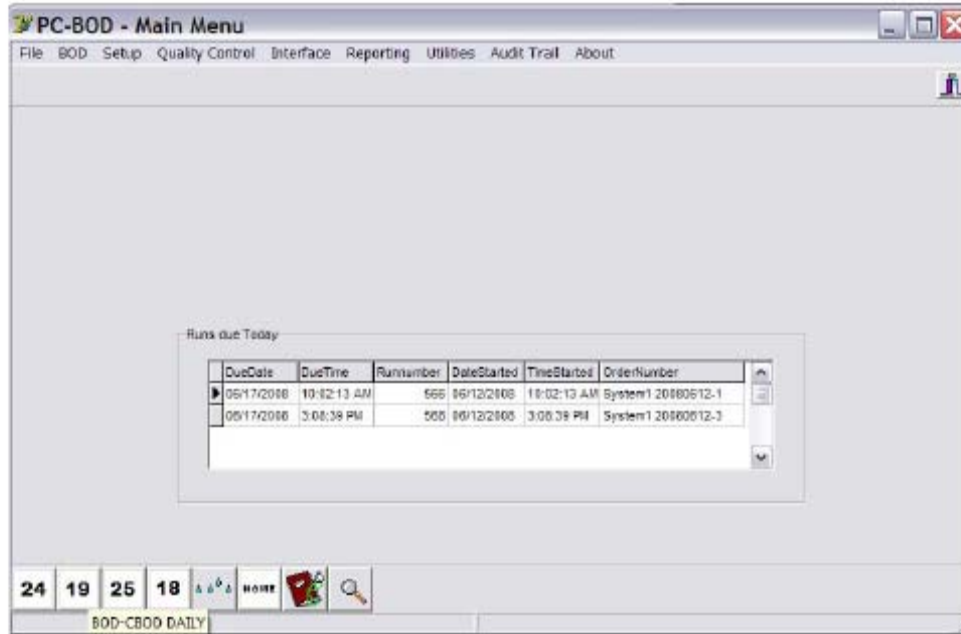 PC-BOD - Main Menu
File BOD Setup Quality Control Interface Reporting Utilities Audit Trail About
Runs due Today
DueDate DueTime Runnumber DateStarted TimeStarted OrderNumber
06/17/2008 10:02:13 AM 566 06/12/2008 10:02:13 AM System1 20080612-1
06/17/2008 3:08:39 PM 568 06/12/2008 3:08:39 PM System1 20080612-3
24 19 25 18 HOME
BOD-CBOD DAILY